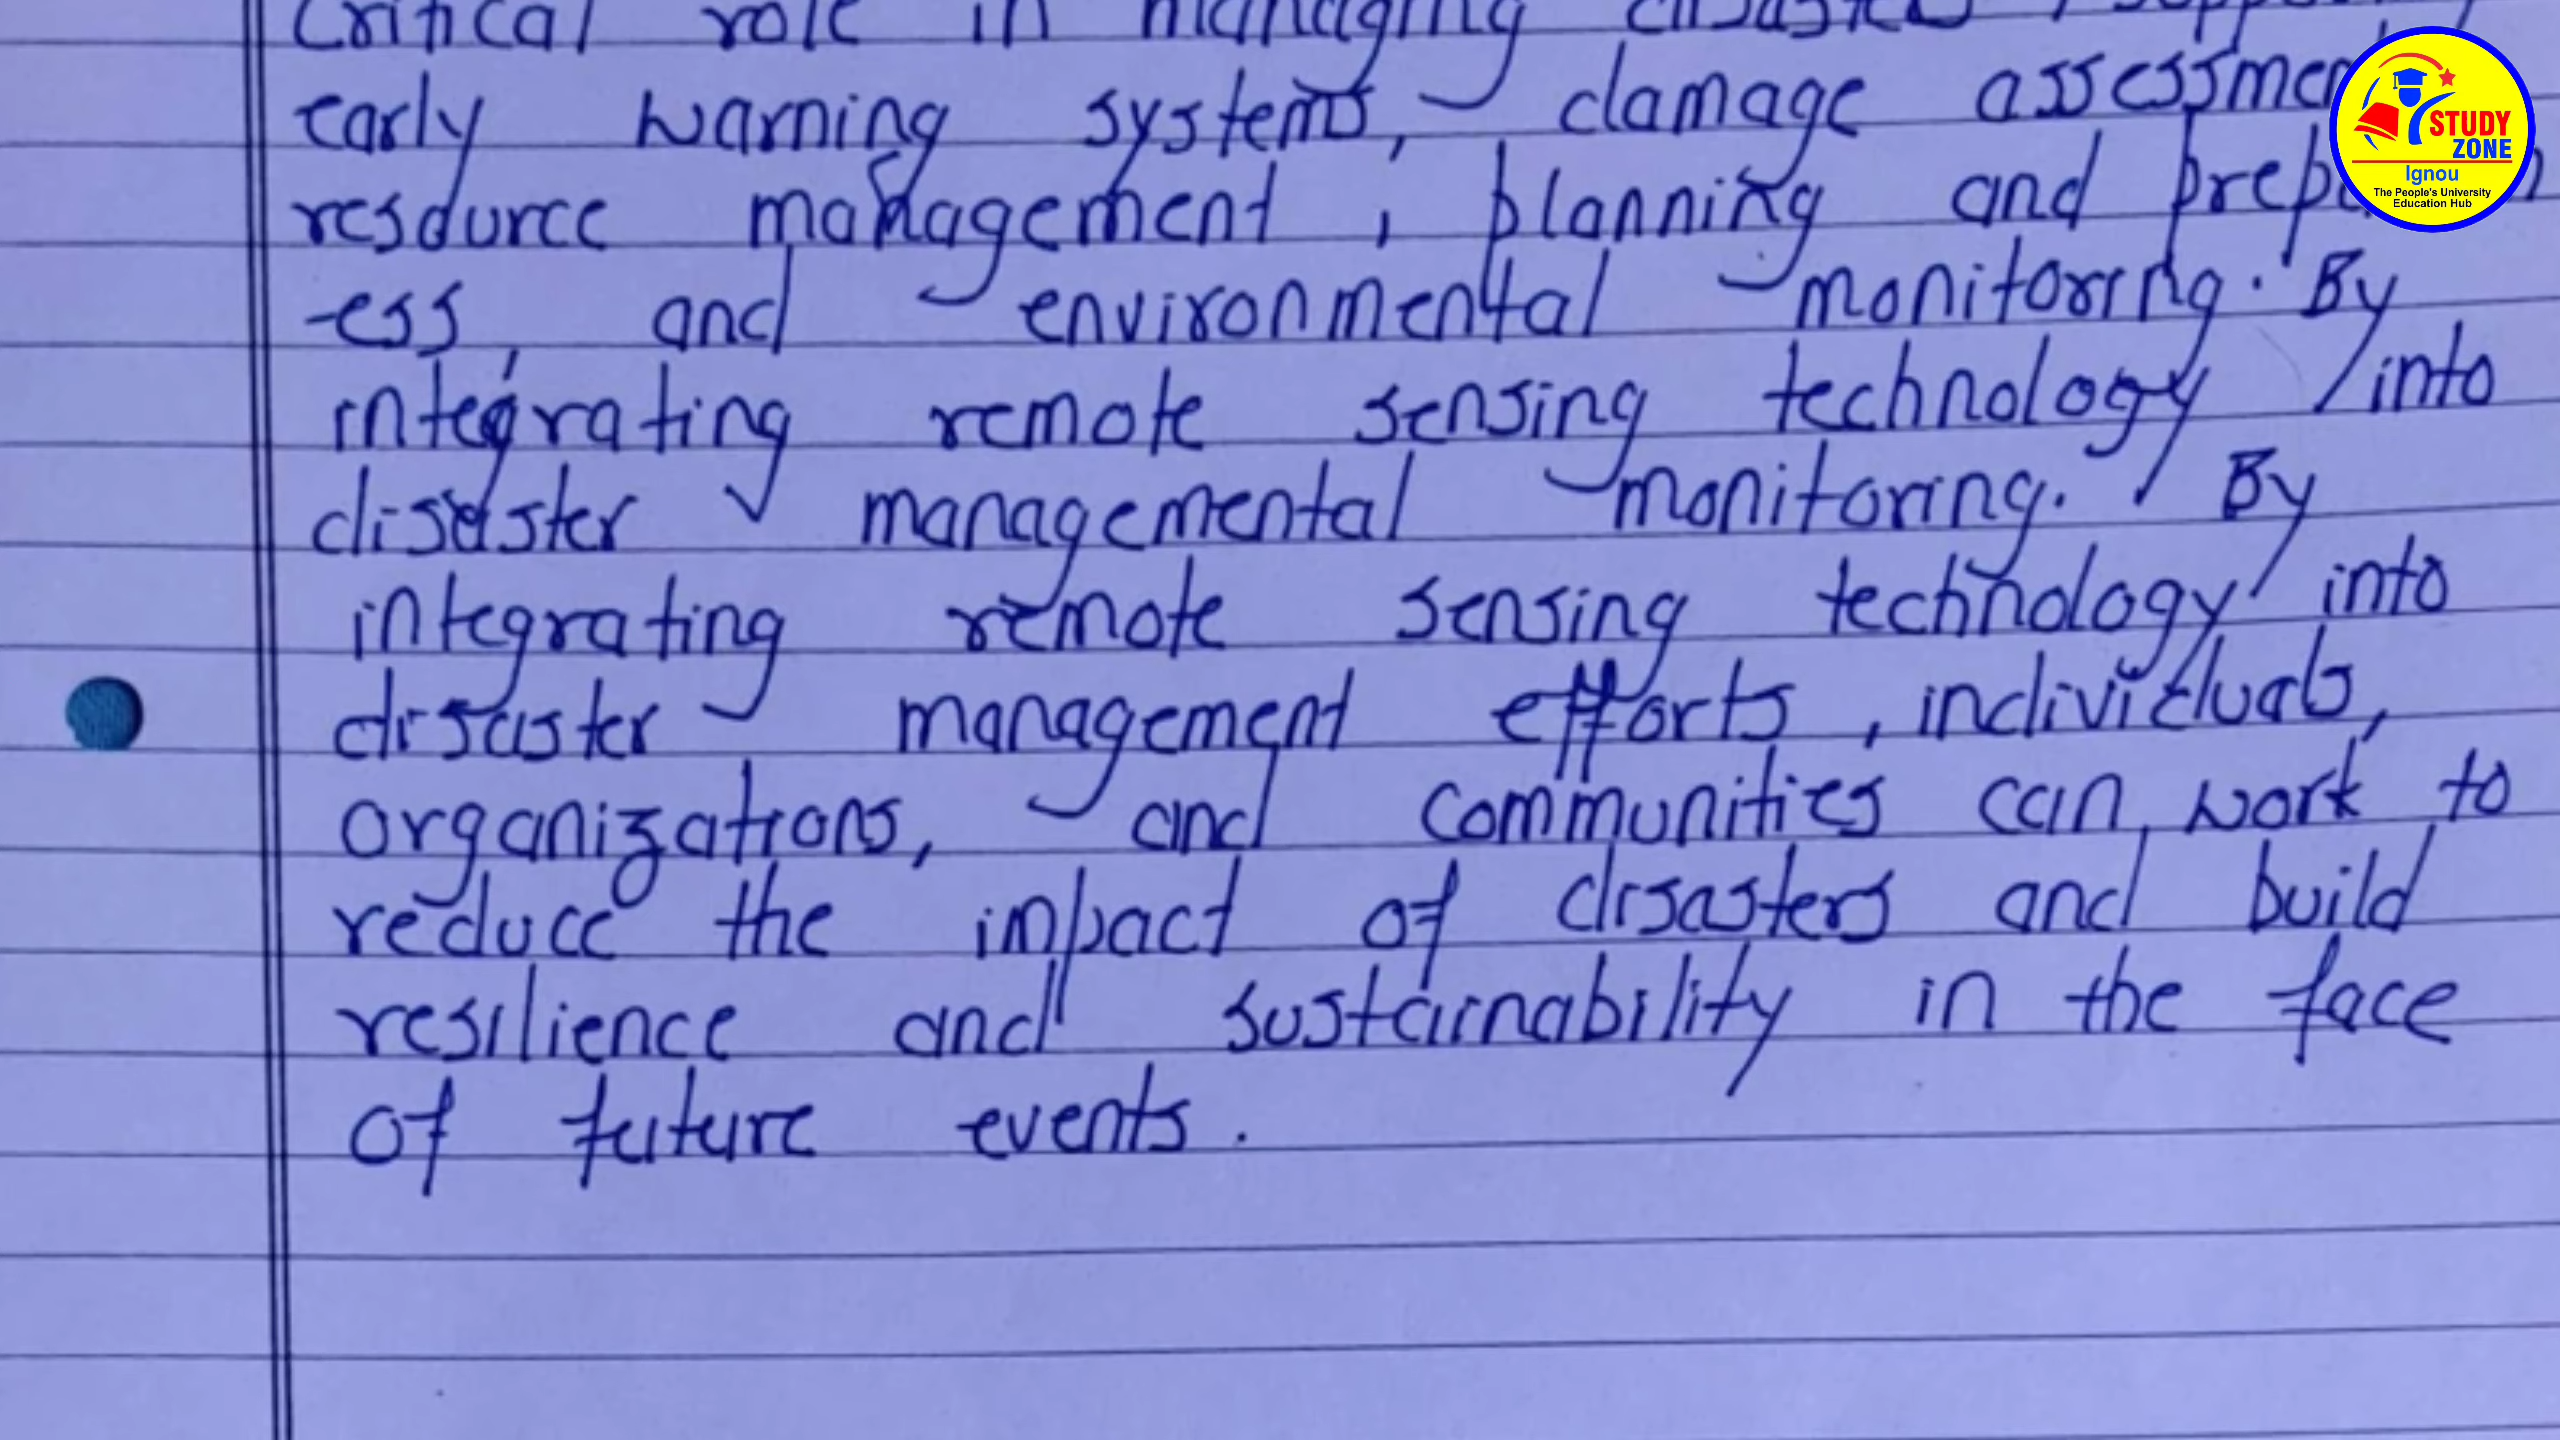 critical role in managing
early warning systems, damage
resource management, planning and
-ess, and environmental monitoring. By
integrating remote sensing technology into
disaster managemental monitoring. By
integrating remote sensing technology into
disaster management efforts, individuals,
organizations, and communities can work to
reduce the impact of disasters and build
resilience and sustainability in the face
of future events.
STUDY
ZONE
Ignou
The People's University
Education Hub